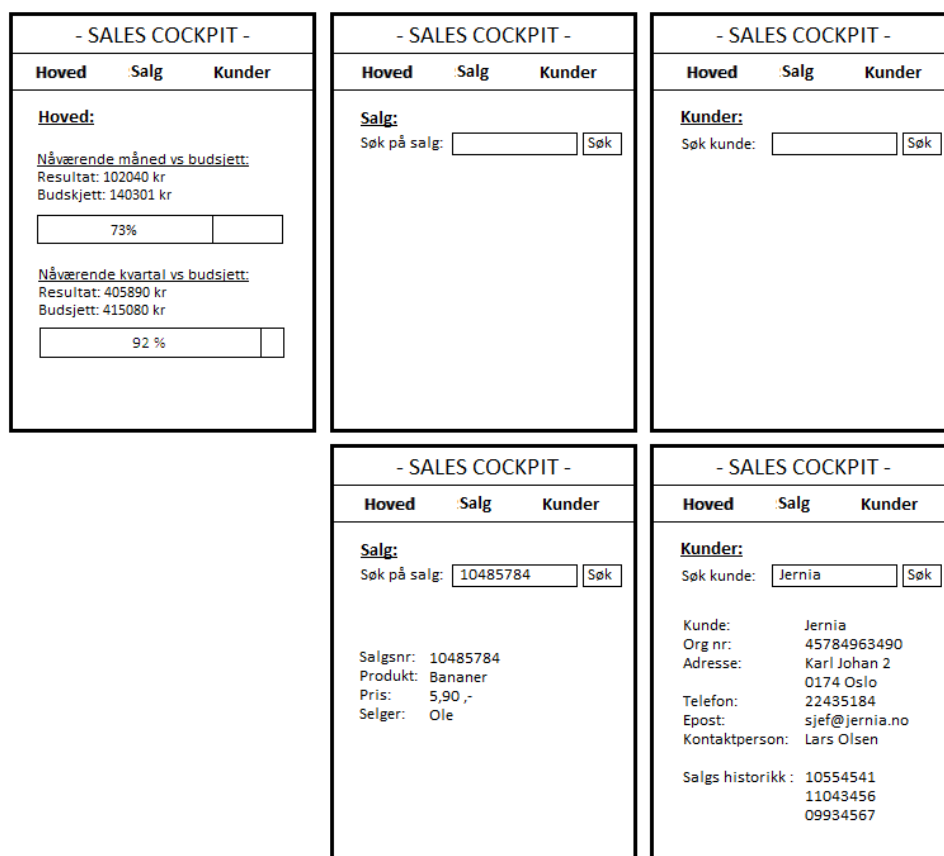 - SALES COCKPIT -
Hoved Salg Kunder
Hoved:
Nåværende måned vs budsjett:
Resultat: 102040 kr
Budskjett: 140301 kr
73%
Nåværende kvartal vs budsjett:
Resultat: 405890 kr
Budsjett: 415080 kr
92 %
- SALES COCKPIT -
Hoved Salg Kunder
Salg:
Søk på salg: Søk
- SALES COCKPIT -
Hoved Salg Kunder
Kunder:
Søk kunde: Søk
- SALES COCKPIT -
Hoved Salg Kunder
Salg:
Søk på salg: 10485784 Søk
Salgsnr: 10485784
Produkt: Bananer
Pris: 5,90 ,-
Selger: Ole
- SALES COCKPIT -
Hoved Salg Kunder
Kunder:
Søk kunde: Jernia Søk
Kunde: Jernia
Org nr: 45784963490
Adresse: Karl Johan 2
0174 Oslo
Telefon: 22435184
Epost: sjef@jernia.no
Kontaktperson: Lars Olsen
Salgs historikk : 10554541
11043456
09934567